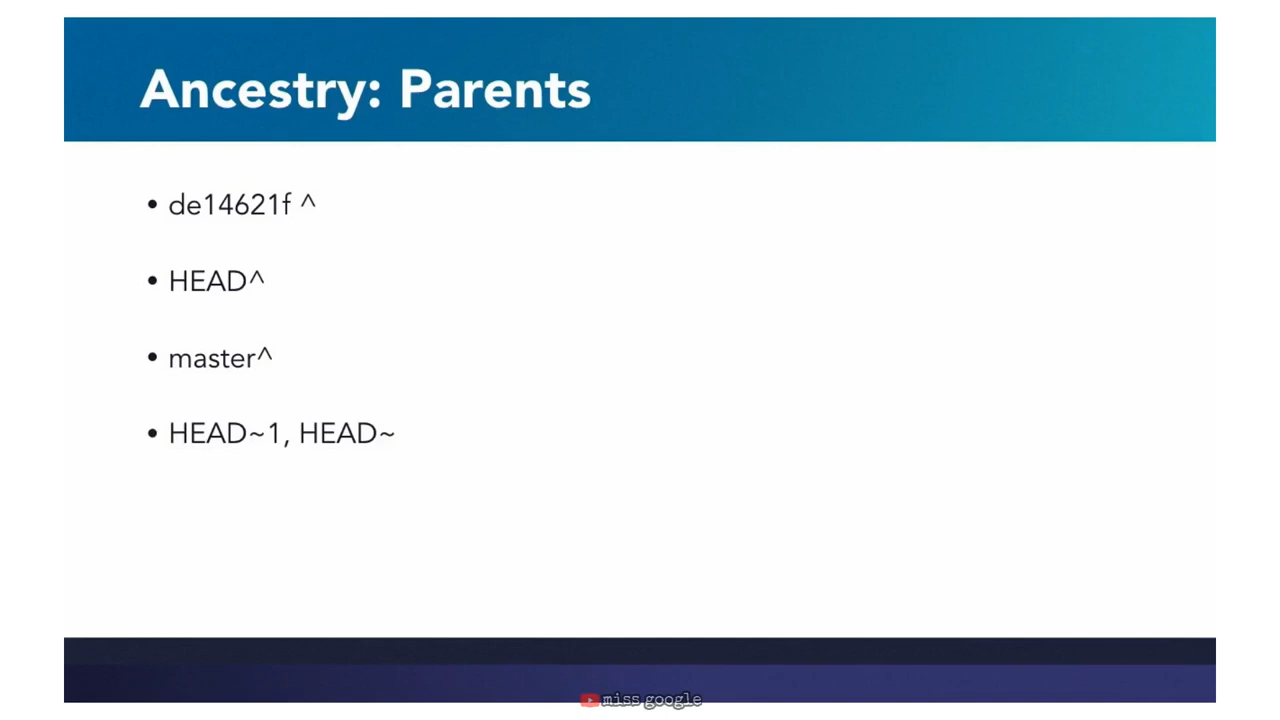 Ancestry: Parents
• de14621f ^
• HEAD^
• master^
• HEAD~1, HEAD~
miss google